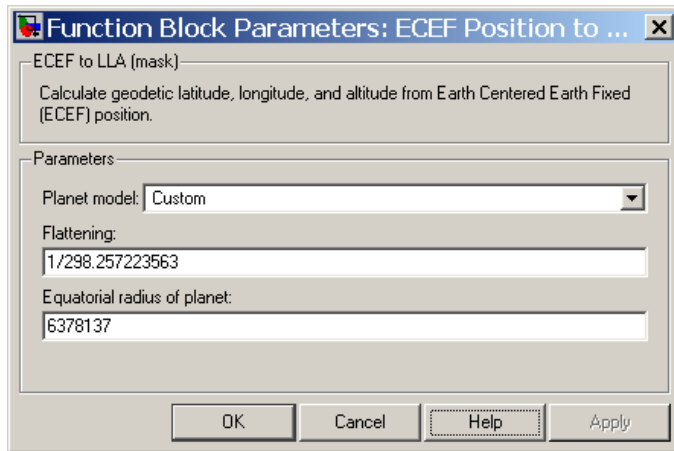 Function Block Parameters: ECEF Position to ...
ECEF to LLA (mask)
Calculate geodetic latitude, longitude, and altitude from Earth Centered Earth Fixed
(ECEF) position.
Parameters
Planet model: Custom
Flattening:
1/298.257223563
Equatorial radius of planet:
6378137
OK Cancel Help Apply